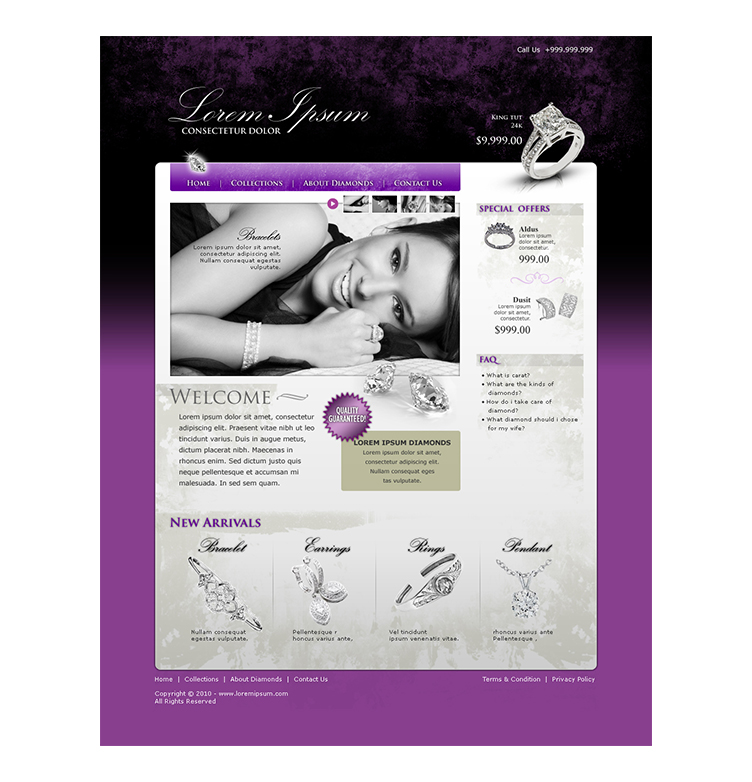 Call Us +999.999.999
Lorem Ipsum
CONSECTETUR DOLOR
KING TUT
24K
$9,999.00
HOME | COLLECTIONS | ABOUT DIAMONDS | CONTACT US
Bracelets
Lorem ipsum dolor sit amet,
consectetur adipiscing elit.
Nullam consequat
vulputate.
SPECIAL OFFERS
Aldus
Lorem ipsum
dolor sit amet,
consectetur.
999.00
Dusit
Lorem ipsum
dolor sit amet,
consectetur.
$999.00
FAQ
• What is carat?
• What are the kinds of
diamonds?
• How do i take care of
diamond?
• What diamond should i chose
for my wife?
WELCOME
Lorem ipsum dolor sit amet, consectetur
adipiscing elit. Praesent vitae nibh ut leo
tincidunt varius. Duis in augue metus,
dictum placerat nibh. Maecenas in
rhoncus enim. Sed dictum justo quis
neque pellentesque et accumsan mi
malesuada. In sed sem quam.
QUALITY
GUARANTEED!
LOREM IPSUM DIAMONDS
Lorem ipsum dolor sit amet,
consectetur adipiscing elit.
Nullam consequat eges
tas vulputate.
NEW ARRIVALS
Bracelet
Nullam consequat
egestas vulputate.
Earrings
Pellentesque r
honcus varius ante,
Rings
Vel tincidunt
ipsum venenatis vitae.
Pendant
rhoncus varius ante
Pellentesque .
Home | Collections | About Diamonds | Contact Us
Terms & Condition | Privacy Policy
Copyright © 2010 - www.loremipsum.com
All Rights Reserved